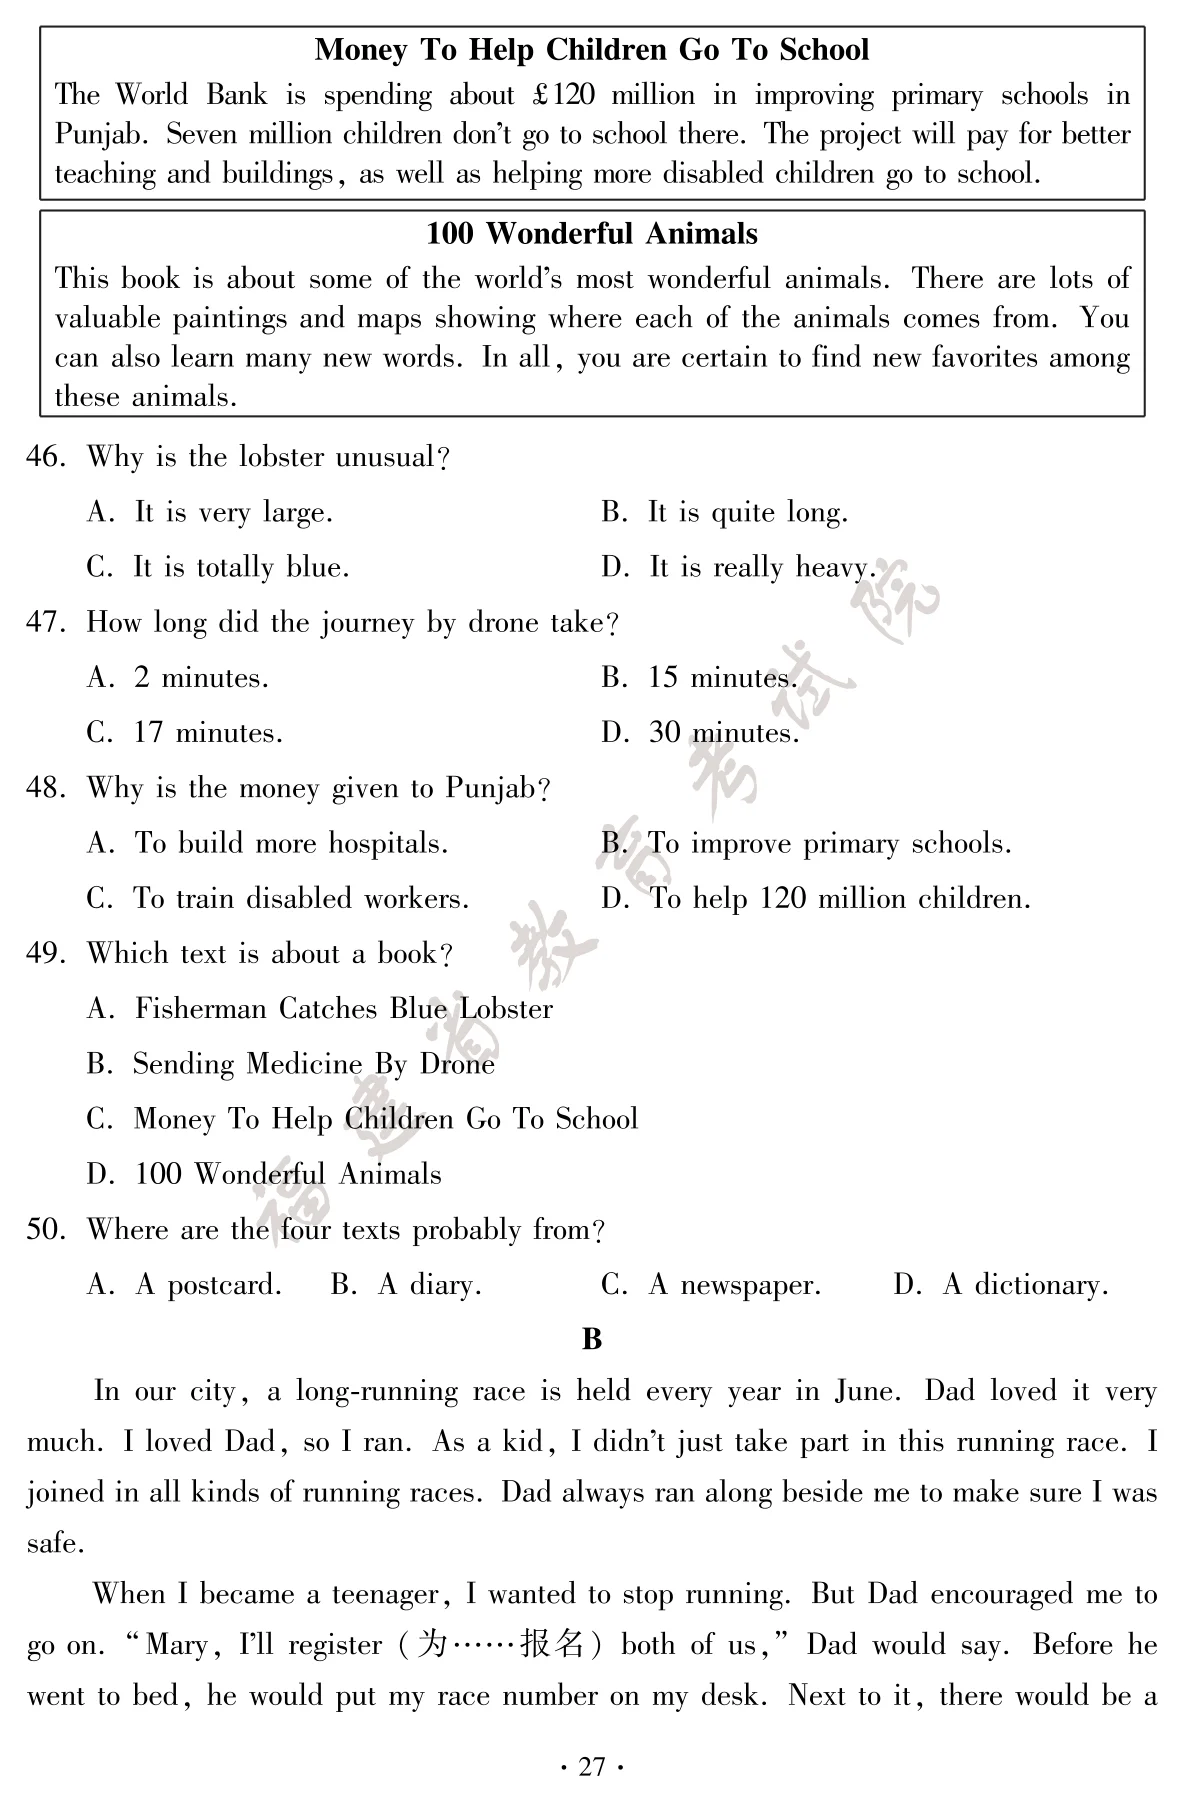 Money To Help Children Go To School
The World Bank is spending about £120 million in improving primary schools in
Punjab. Seven million children don't go to school there. The project will pay for better
teaching and buildings, as well as helping more disabled children go to school.
100 Wonderful Animals
This book is about some of the world's most wonderful animals. There are lots of
valuable paintings and maps showing where each of the animals comes from. You
can also learn many new words. In all, you are certain to find new favorites among
these animals.
46. Why is the lobster unusual?
A. It is very large. B. It is quite long.
C. It is totally blue. D. It is really heavy.
47. How long did the journey by drone take?
A. 2 minutes. B. 15 minutes.
C. 17 minutes. D. 30 minutes.
48. Why is the money given to Punjab?
A. To build more hospitals. B. To improve primary schools.
C. To train disabled workers. D. To help 120 million children.
49. Which text is about a book?
A. Fisherman Catches Blue Lobster
B. Sending Medicine By Drone
C. Money To Help Children Go To School
D. 100 Wonderful Animals
50. Where are the four texts probably from?
A. A postcard. B. A diary. C. A newspaper. D. A dictionary.
B
In our city, a long-running race is held every year in June. Dad loved it very
much. I loved Dad, so I ran. As a kid, I didn't just take part in this running race. I
joined in all kinds of running races. Dad always ran along beside me to make sure I was
safe.
When I became a teenager, I wanted to stop running. But Dad encouraged me to
go on. “Mary, I'll register (为……报名) both of us,” Dad would say. Before he
went to bed, he would put my race number on my desk. Next to it, there would be a
· 27 ·
福建省教育考试院